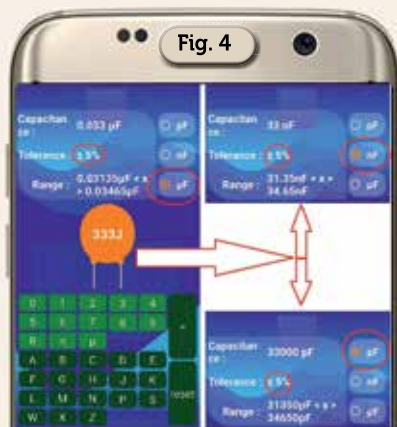 Fig. 4
Capacitan
ce :
0.033 µF
pF
Tolerance :
± 5%
nF
Range :
0.03135µF < x
> 0.03465µF
µF
333J
0 1 2 3 4
5 6 7 8 9
R n µ
A B C D E
F G H J K
L M N P S
W X Z
reset
Capacitan
ce :
33 nF
pF
Tolerance :
± 5%
nF
Range :
31.35nF < x >
34.65nF
µF
Capacitan
ce :
33000 pF
pF
Tolerance :
± 5%
nF
Range :
31350pF < x >
34650pF
µF